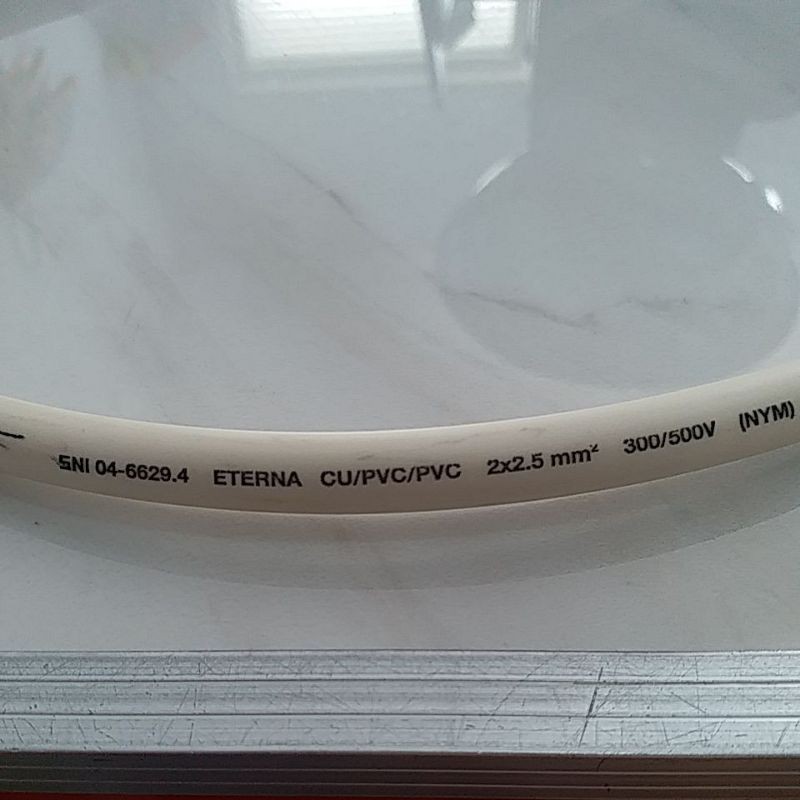 SNI 04-6629.4 ETERNA CU/PVC/PVC 2x2.5 mm² 300/500V (NYM)